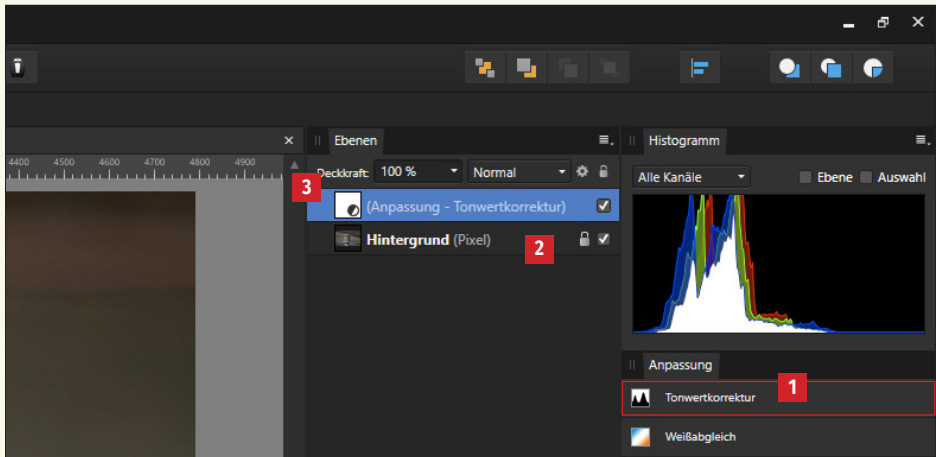 Ebenen
Histogramm
4400 4500 4600 4700 4800 4900
Deckkraft: 100 % Normal
Alle Kanäle Ebene Auswahl
3
(Anpassung - Tonwertkorrektur)
Hintergrund (Pixel)
2
Anpassung
1
Tonwertkorrektur
Weißabgleich